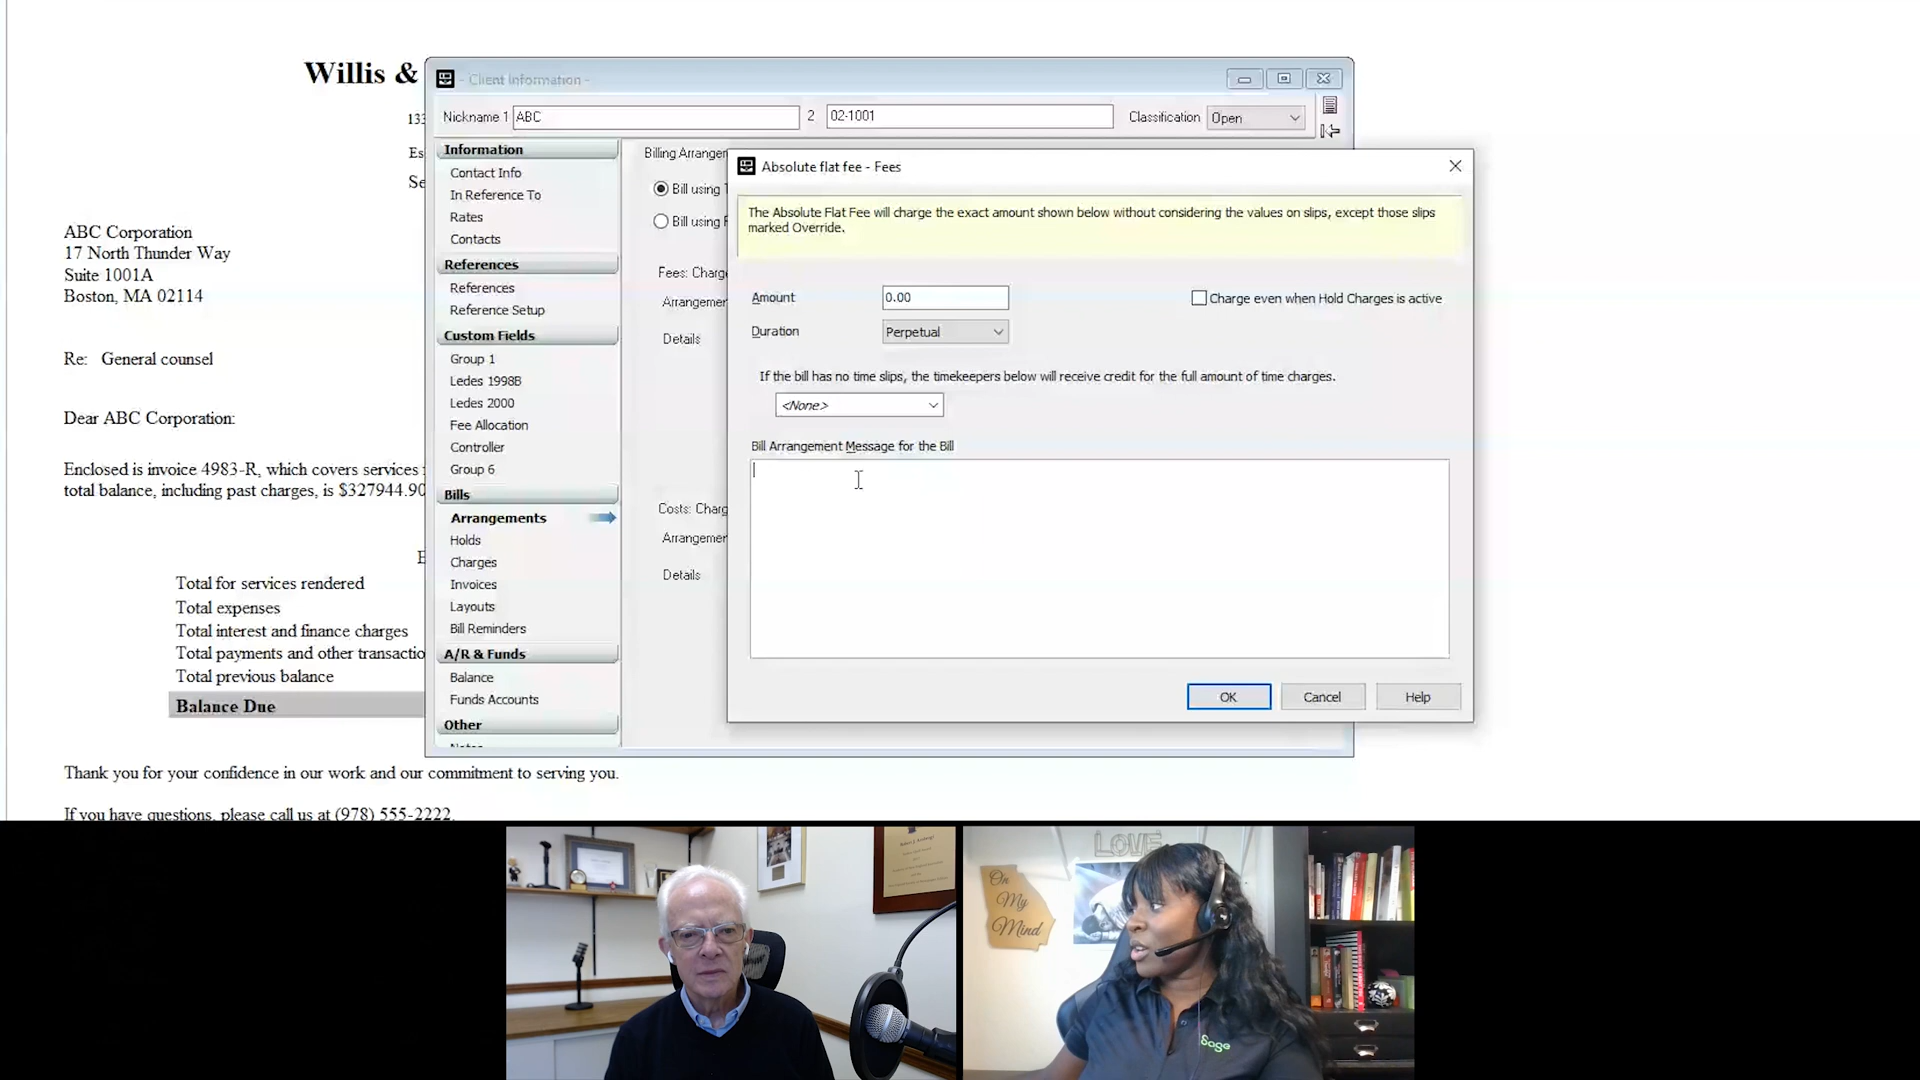 Willis &
133
Es
Se
ABC Corporation
17 North Thunder Way
Suite 1001A
Boston, MA 02114
Re: General counsel
Dear ABC Corporation:
Enclosed is invoice 4983-R, which covers services f
total balance, including past charges, is $327944.90
E
Total for services rendered
Total expenses
Total interest and finance charges
Total payments and other transactio
Total previous balance
Balance Due
Thank you for your confidence in our work and our commitment to serving you.
If you have questions, please call us at (978) 555-2222.
- Client Information -
Nickname 1 ABC 2 02-1001 Classification Open
Information
Contact Info
In Reference To
Rates
Contacts
References
References
Reference Setup
Custom Fields
Group 1
Ledes 1998B
Ledes 2000
Fee Allocation
Controller
Group 6
Bills
Arrangements
Holds
Charges
Invoices
Layouts
Bill Reminders
A/R & Funds
Balance
Funds Accounts
Other
Notes
Billing Arrangem
Bill using T
Bill using F
Fees: Charge
Arrangemen
Details
Costs: Charg
Arrangemen
Details
Absolute flat fee - Fees
The Absolute Flat Fee will charge the exact amount shown below without considering the values on slips, except those slips
marked Override.
Amount 0.00 Charge even when Hold Charges is active
Duration Perpetual
If the bill has no time slips, the timekeepers below will receive credit for the full amount of time charges.
<None>
Bill Arrangement Message for the Bill
OK Cancel Help
LOVE
On
My
Mind
Sage